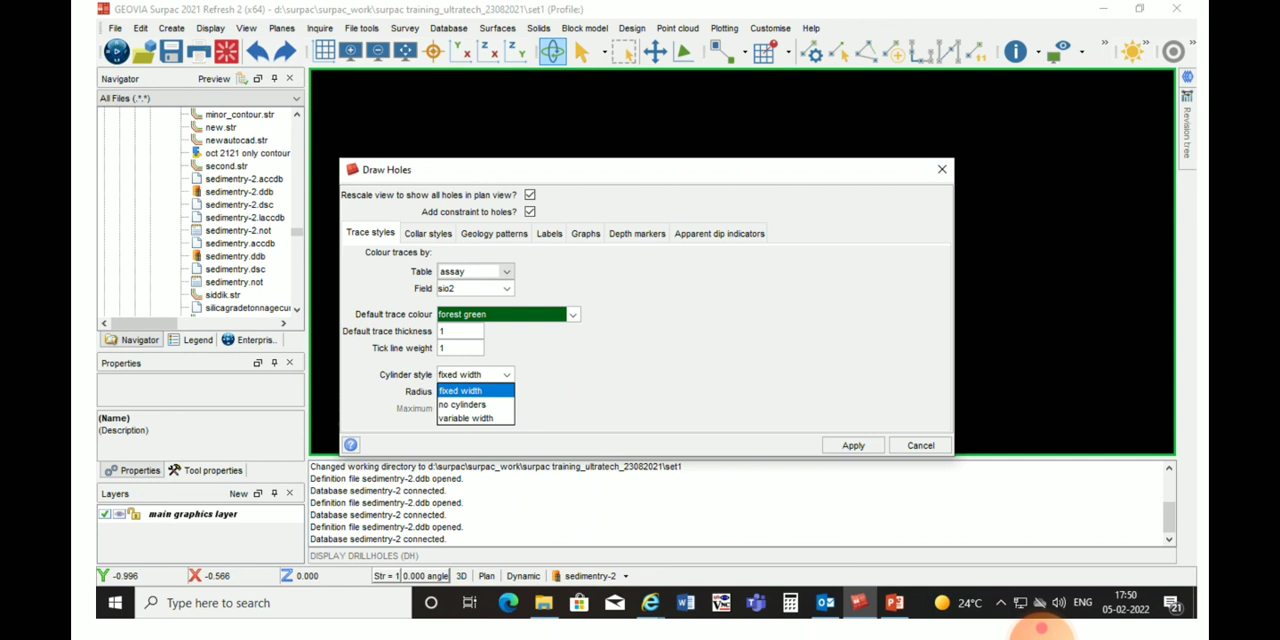 GEOVIA Surpac 2021 Refresh 2 (x64) - [d:\surpac\surpac_work\surpac training_ultratech_23082021\set1 (Profile:)
File Edit Create Display View Planes Inquire File tools Survey Database Surfaces Solids Block model Design Point cloud Plotting Customise Help
Navigator Preview
All Files (*.*)
minor_contour.str
new.str
newautocad.str
oct 2121 only contour
second.str
sedimentry-2.accdb
sedimentry-2.ddb
sedimentry-2.dsc
sedimentry-2.laccdb
sedimentry-2.not
sedimentry.accdb
sedimentry.ddb
sedimentry.dsc
sedimentry.not
siddik.str
silicagradetonnagecu
Navigator Legend Enterpris..
Properties
(Name)
(Description)
Properties Tool properties
Layers New
main graphics layer
Draw Holes
Rescale view to show all holes in plan view?
Add constraint to holes?
Trace styles Collar styles Geology patterns Labels Graphs Depth markers Apparent dip indicators
Colour traces by:
Table assay
Field sio2
Default trace colour forest green
Default trace thickness 1
Tick line weight 1
Cylinder style fixed width
Radius fixed width
no cylinders
Maximum
variable width
Apply Cancel
Revision tree
Changed working directory to d:\surpac\surpac_work\surpac training_ultratech_23082021\set1
Definition file sedimentry-2.ddb opened.
Database sedimentry-2 connected.
Definition file sedimentry-2.ddb opened.
Database sedimentry-2 connected.
Definition file sedimentry-2.ddb opened.
Database sedimentry-2 connected.
DISPLAY DRILLHOLES (DH)
Y -0.996 X -0.566 Z 0.000 Str = 1 0.000 angle 3D Plan Dynamic sedimentry-2
Type here to search
24°C ENG 17:50
05-02-2022 21